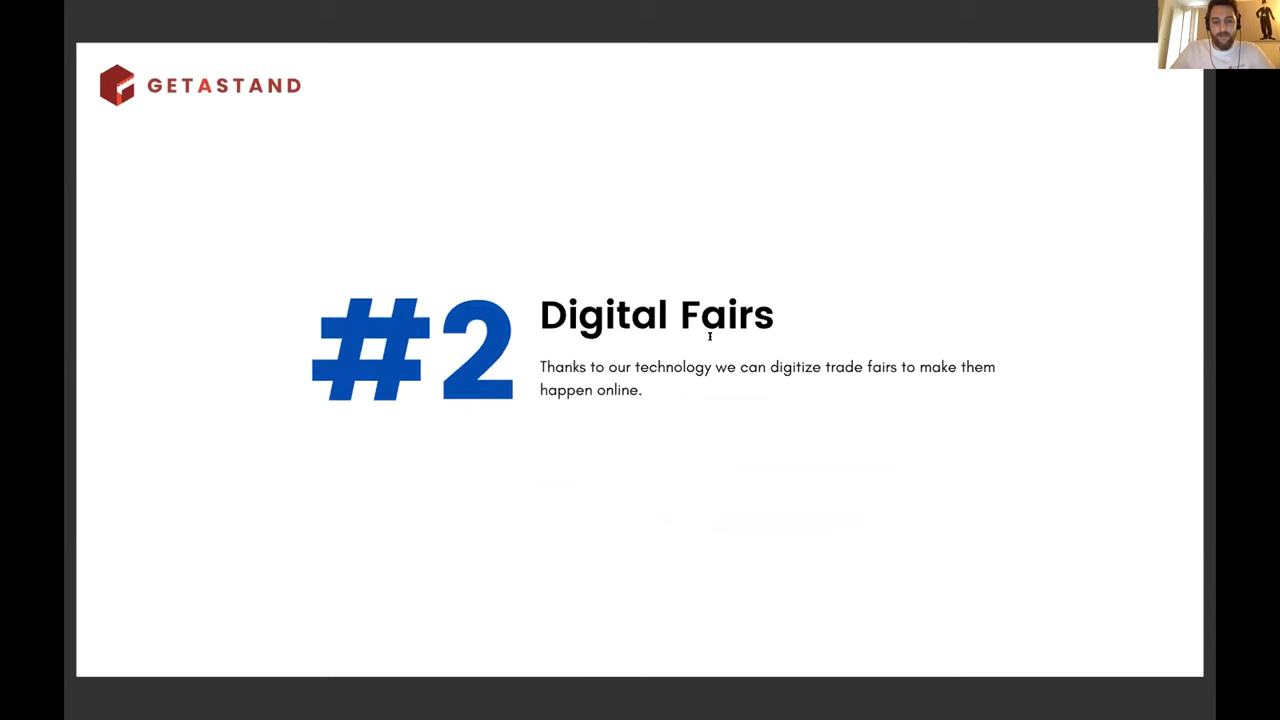 GETASTAND
#2
Digital Fairs
Thanks to our technology we can digitize trade fairs to make them
happen online.